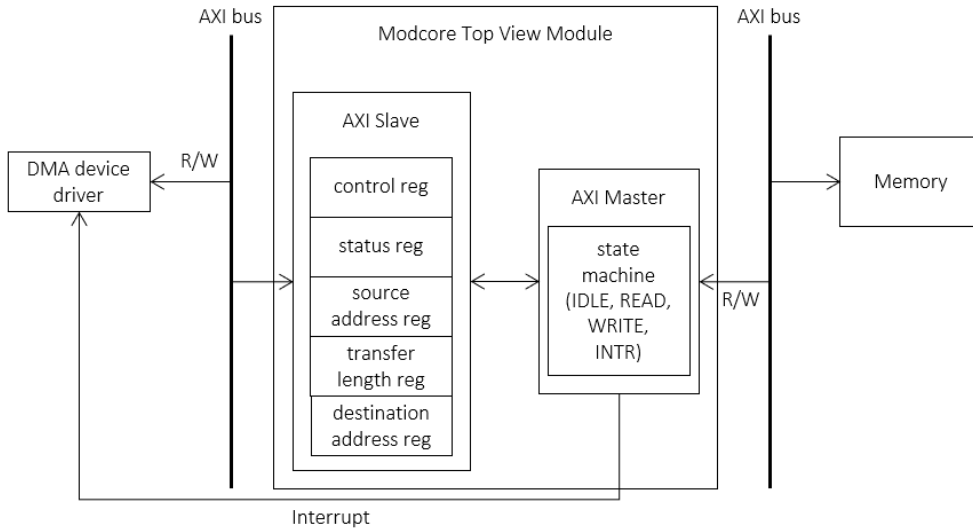 AXI bus
Modcore Top View Module
AXI bus
AXI Slave
R/W
DMA device
driver
control reg
status reg
source
address reg
transfer
length reg
destination
address reg
AXI Master
state
machine
(IDLE, READ,
WRITE,
INTR)
R/W
Memory
Interrupt